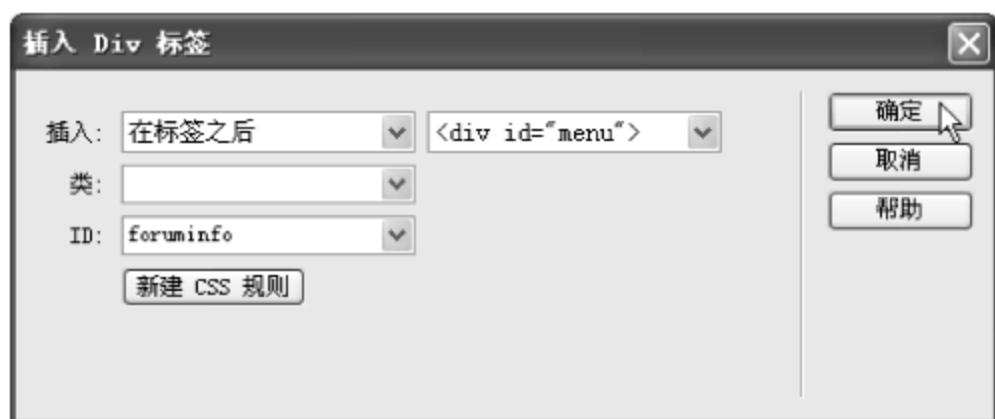 插入 Div 标签
插入: 在标签之后 <div id="menu"> 确定
类: 取消
ID: foruminfo 帮助
新建 CSS 规则